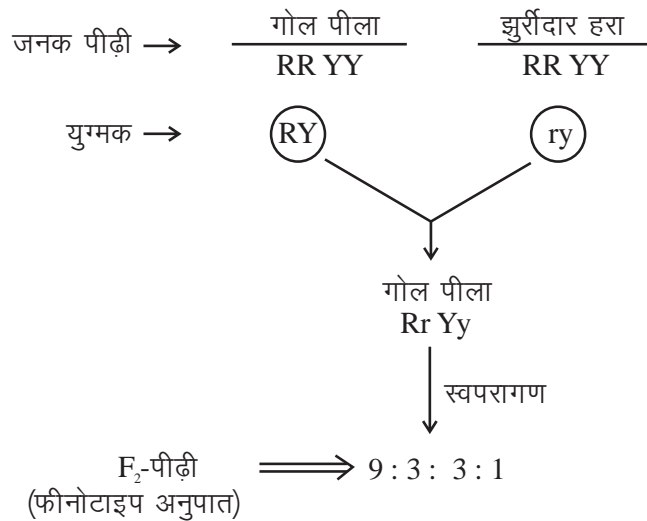 जनक पीढ़ी → गोल पीला झुर्रीदार हरा
RR YY RR YY
युग्मक → RY ry
गोल पीला
Rr Yy
स्वपरागण
F₂-पीढ़ी ⟹ 9 : 3 : 3 : 1
(फीनोटाइप अनुपात)